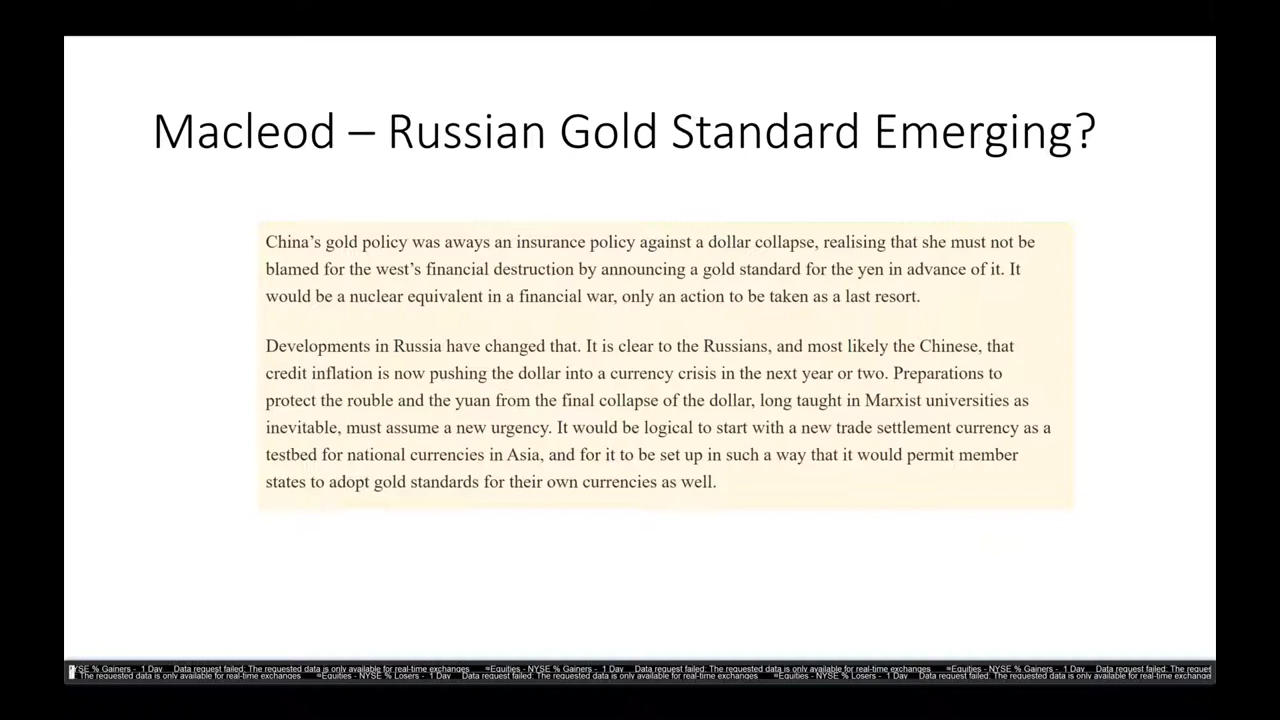 Macleod – Russian Gold Standard Emerging?
China’s gold policy was aways an insurance policy against a dollar collapse, realising that she must not be
blamed for the west’s financial destruction by announcing a gold standard for the yen in advance of it. It
would be a nuclear equivalent in a financial war, only an action to be taken as a last resort.
Developments in Russia have changed that. It is clear to the Russians, and most likely the Chinese, that
credit inflation is now pushing the dollar into a currency crisis in the next year or two. Preparations to
protect the rouble and the yuan from the final collapse of the dollar, long taught in Marxist universities as
inevitable, must assume a new urgency. It would be logical to start with a new trade settlement currency as a
testbed for national currencies in Asia, and for it to be set up in such a way that it would permit member
states to adopt gold standards for their own currencies as well.
YSE % Gainers - 1 Day Data request failed: The requested data is only available for real-time exchanges =Equities - NYSE % Gainers - 1 Day Data request failed: The requested data is only available for real-time exchanges =Equities - NYSE % Gainers - 1 Day Data request failed: The reques
The requested data is only available for real-time exchanges =Equities - NYSE % Losers - 1 Day Data request failed: The requested data is only available for real-time exchanges =Equities - NYSE % Losers - 1 Day Data request failed: The requested data is only available for real-time exchange